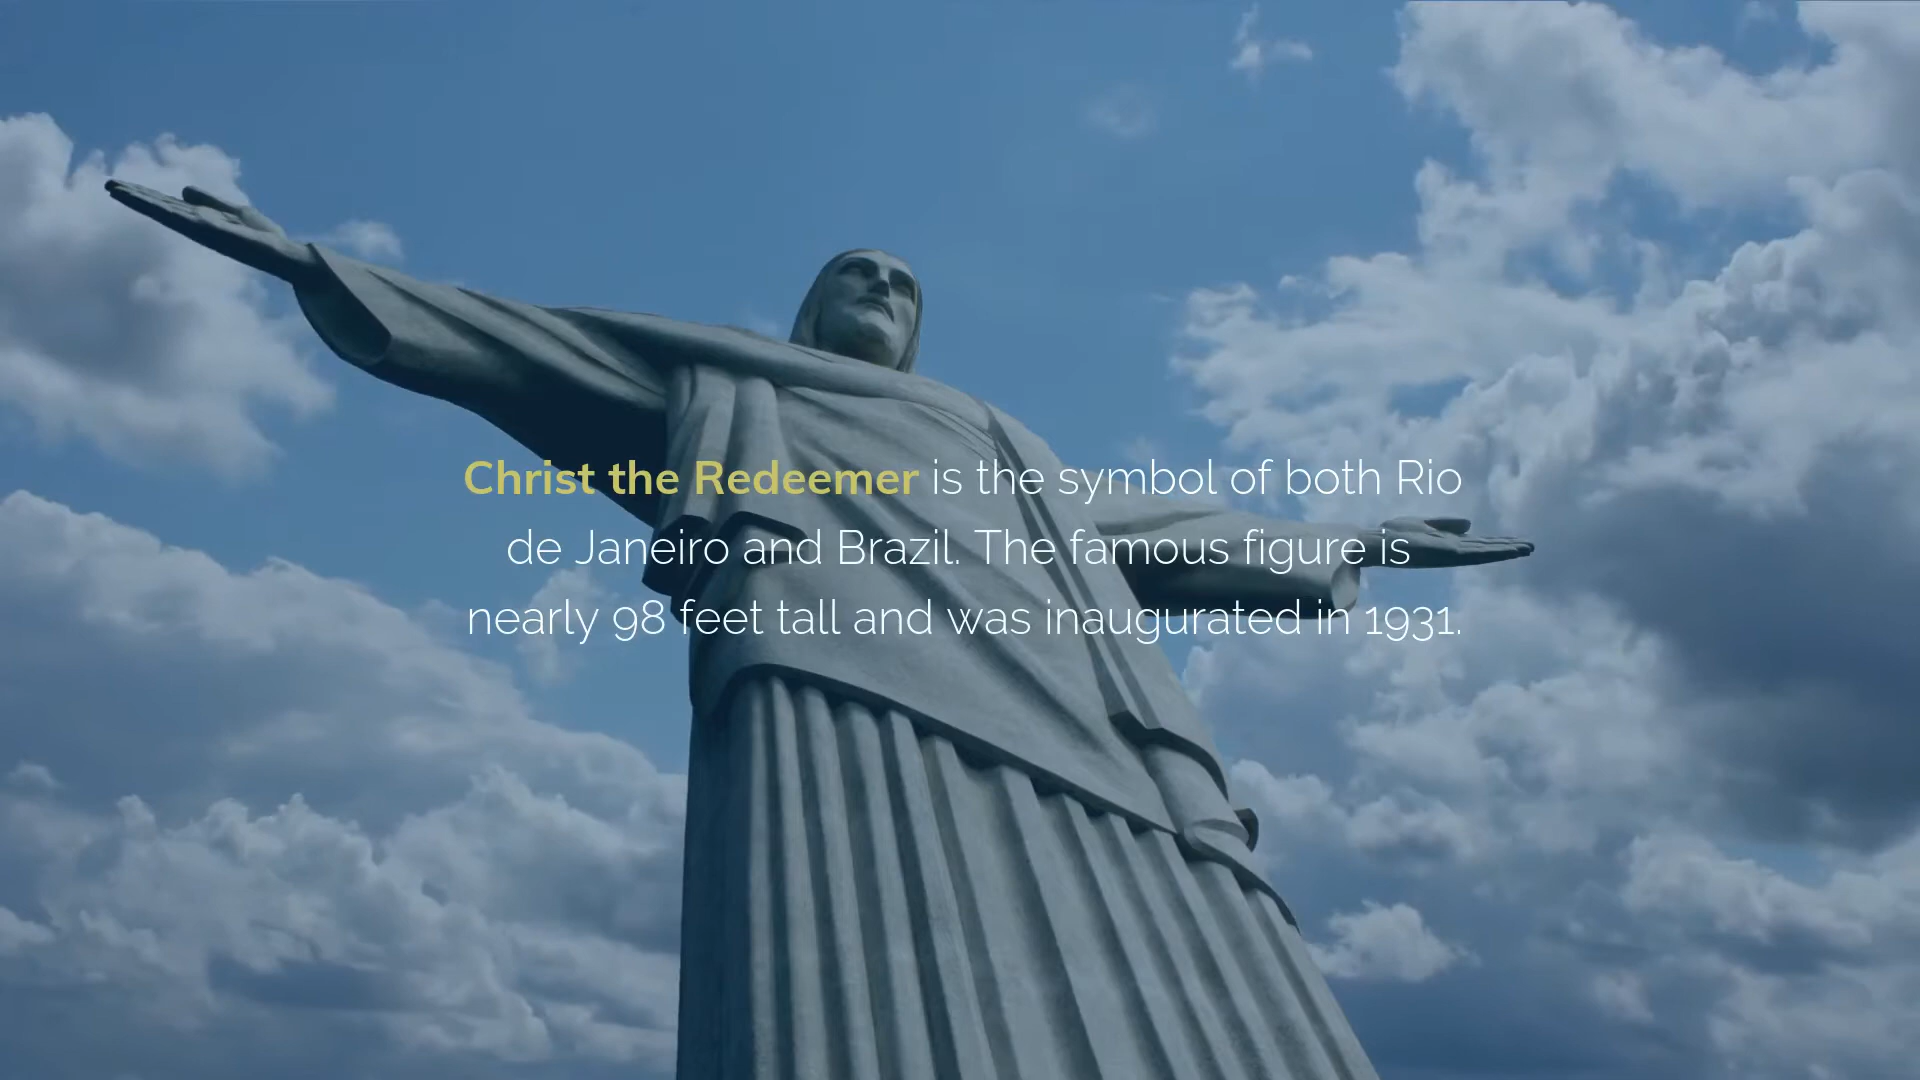 Christ the Redeemer is the symbol of both Rio
de Janeiro and Brazil. The famous figure is
nearly 98 feet tall and was inaugurated in 1931.